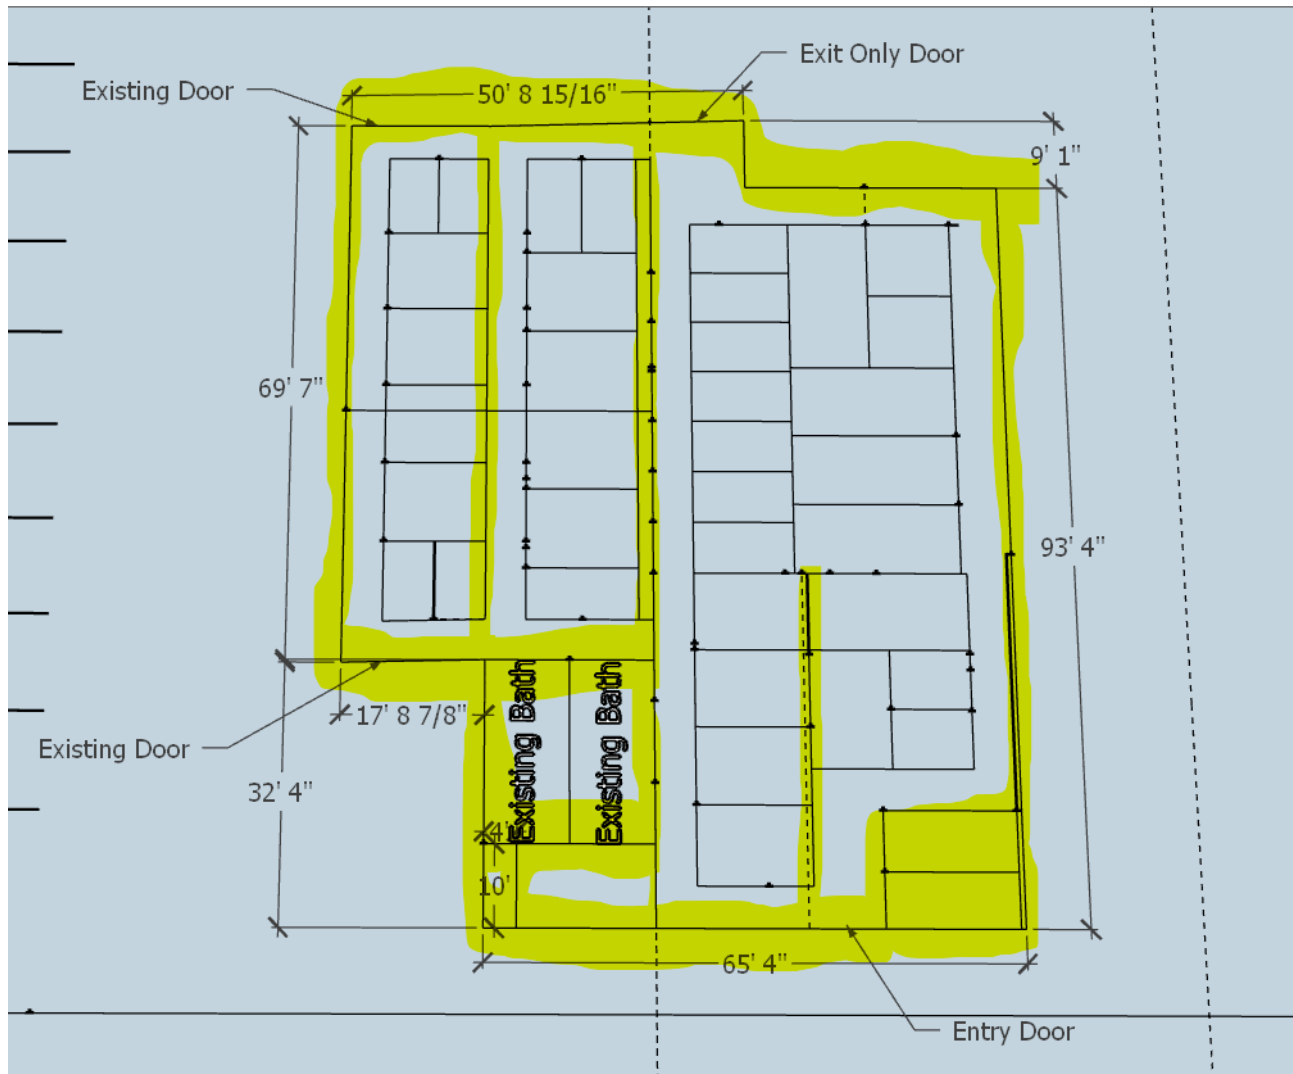 Exit Only Door
Existing Door
50' 8 15/16"
9' 1"
69' 7"
93' 4"
17' 8 7/8"
Existing Door
Existing Bath
Existing Bath
32' 4"
4'
10'
65' 4"
Entry Door